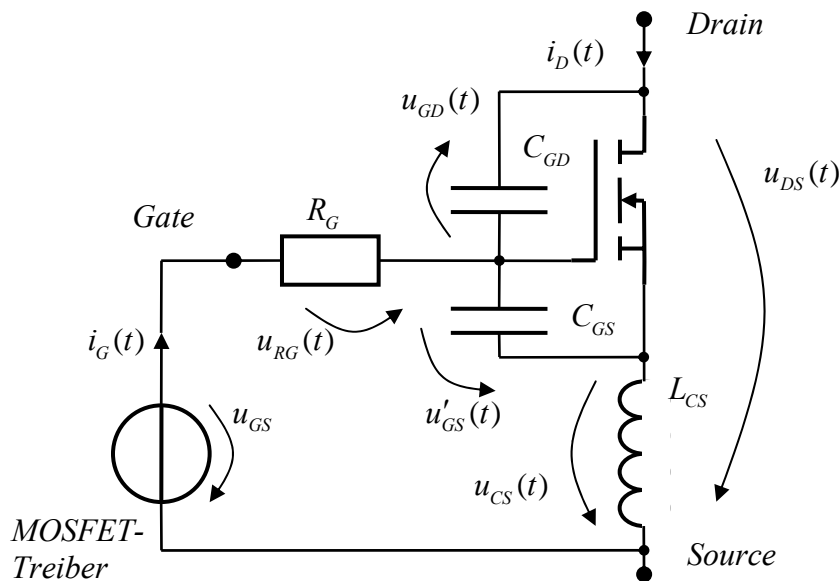 Drain
i_D(t)
u_GD(t)
C_GD
u_DS(t)
Gate
R_G
C_GS
u_RG(t)
i_G(t)
u'_GS(t)
L_CS
u_GS
u_CS(t)
MOSFET-
Treiber
Source